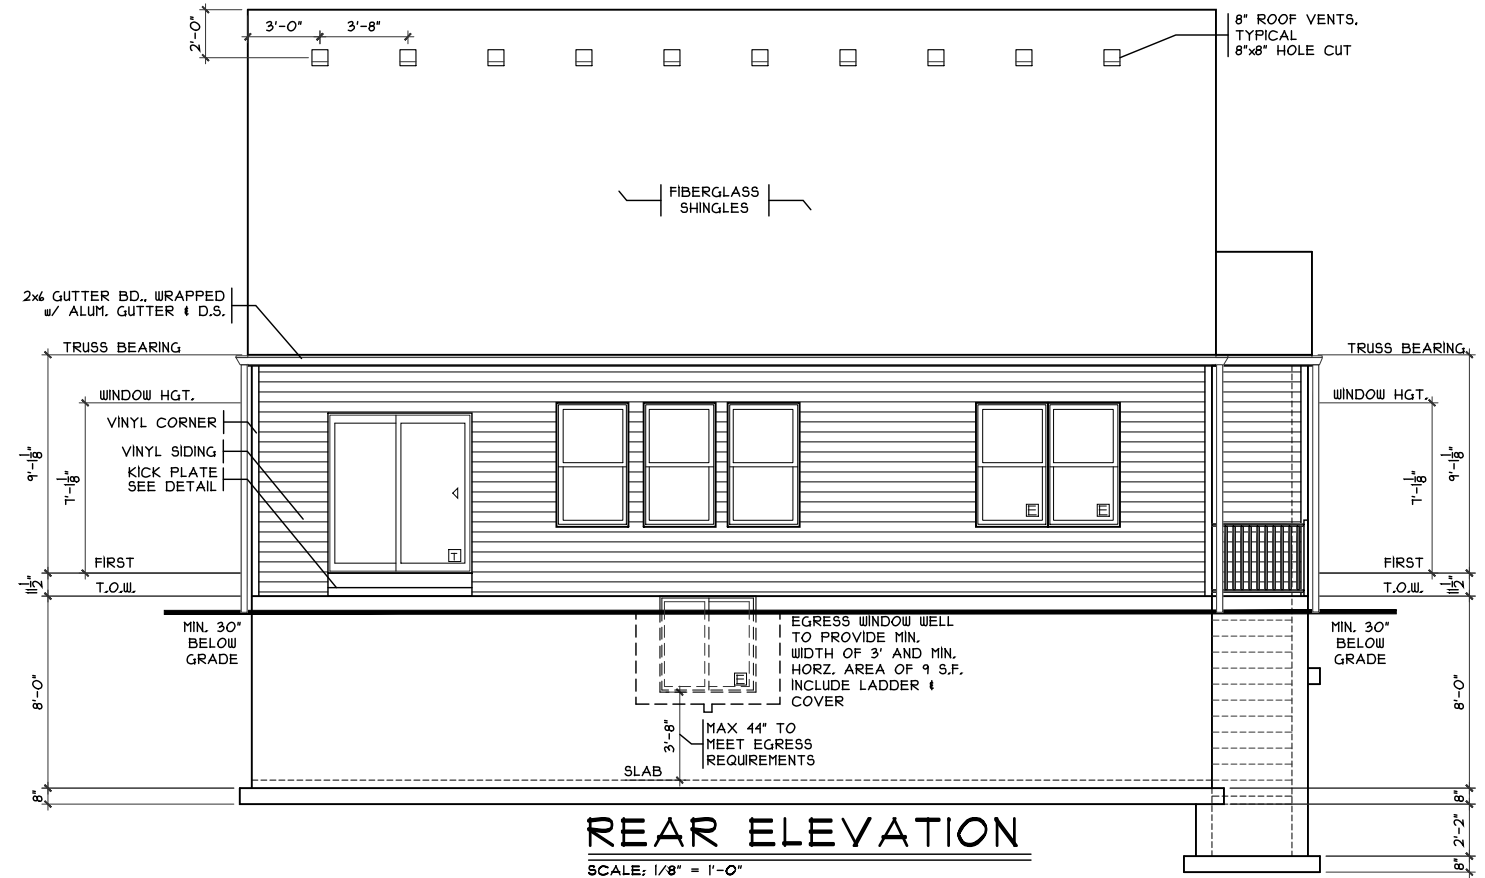 2'-0"
3'-0"
3'-8"
8" ROOF VENTS,
TYPICAL
8"x8" HOLE CUT
FIBERGLASS
SHINGLES
2x6 GUTTER BD., WRAPPED
w/ ALUM. GUTTER & D.S.
TRUSS BEARING
TRUSS BEARING
WINDOW HGT.
WINDOW HGT.
VINYL CORNER
VINYL SIDING
KICK PLATE
SEE DETAIL
9'-1 1/8"
7'-1 1/8"
7'-1 1/8"
9'-1 1/8"
E
E
T
FIRST
FIRST
T.O.W.
T.O.W.
11 1/2"
11 1/2"
MIN. 30"
BELOW
GRADE
EGRESS WINDOW WELL
TO PROVIDE MIN.
WIDTH OF 3' AND MIN.
HORZ. AREA OF 9 S.F.
INCLUDE LADDER &
COVER
MIN. 30"
BELOW
GRADE
E
8'-0"
8'-0"
3'-8"
MAX 44" TO
MEET EGRESS
REQUIREMENTS
SLAB
8"
8"
2'-2"
8"
REAR ELEVATION
SCALE: 1/8" = 1'-0"